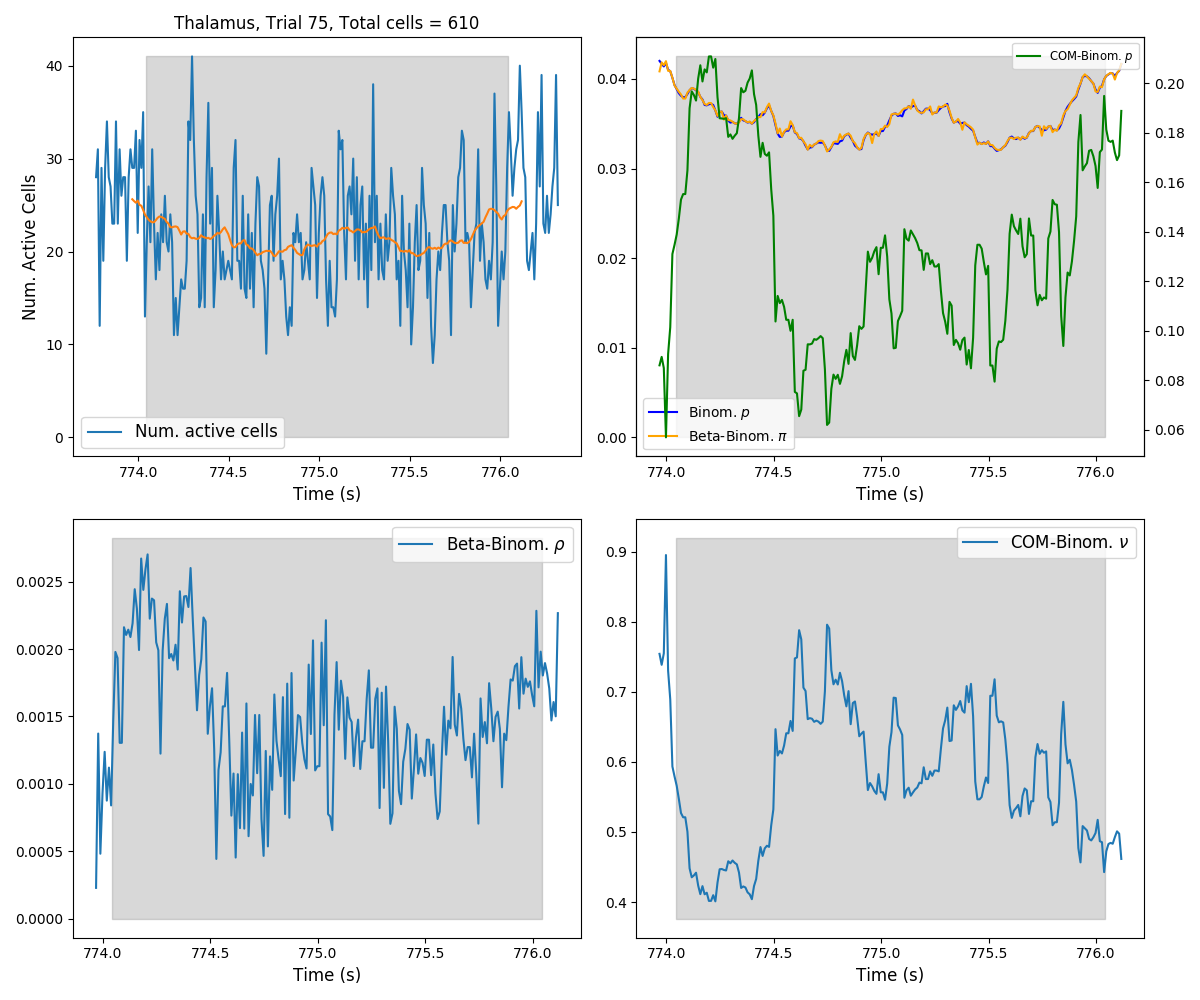 Thalamus, Trial 75, Total cells = 610
Num. Active Cells
40
30
20
10
0
Num. active cells
774.0 774.5 775.0 775.5 776.0
Time (s)
COM-Binom. p
0.04
0.03
0.02
0.01
0.00
0.20
0.18
0.16
0.14
0.12
0.10
0.08
0.06
Binom. p
Beta-Binom. π
774.0 774.5 775.0 775.5 776.0
Time (s)
Beta-Binom. ρ
0.0025
0.0020
0.0015
0.0010
0.0005
0.0000
774.0 774.5 775.0 775.5 776.0
Time (s)
COM-Binom. ν
0.9
0.8
0.7
0.6
0.5
0.4
774.0 774.5 775.0 775.5 776.0
Time (s)